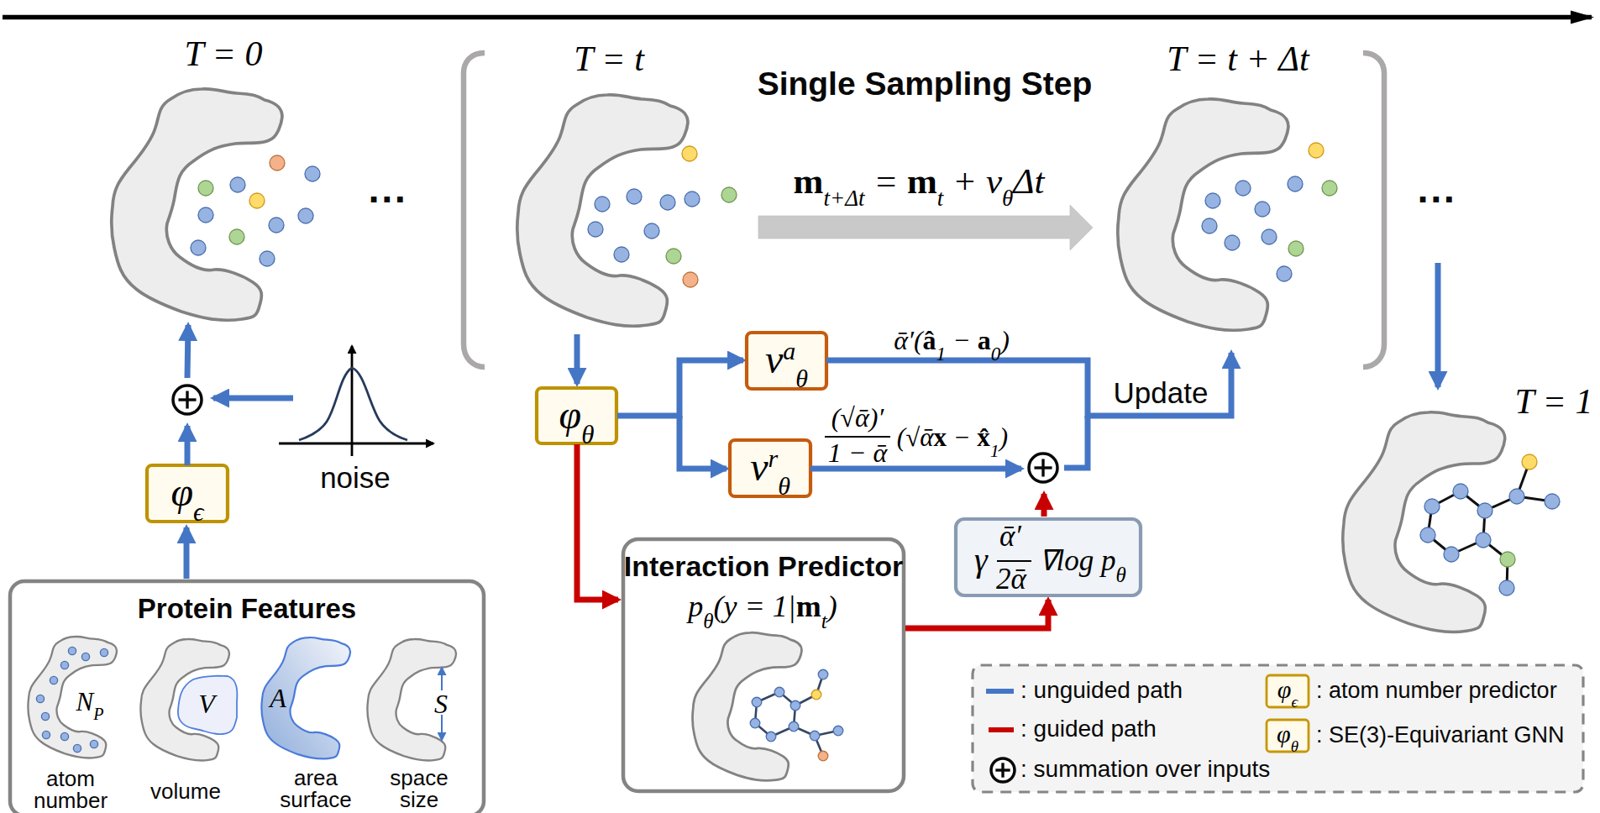 T = 0
T = t
Single Sampling Step
T = t + Δt
m_{t+Δt} = m_t + v_θΔt
...
...
ᾱ′(â_1 − a_0)
v^a_θ
Update
φ_θ
(√ᾱ)′ / 1 − ᾱ (√ᾱx − x̂_1)
v^r_θ
T = 1
noise
φ_ϵ
γ ᾱ′ / 2ᾱ ∇log p_θ
Interaction Predictor
p_θ(y = 1|m_t)
Protein Features
N_P
V
A
S
atom
number
volume
area
surface
space
size
: unguided path
: guided path
: summation over inputs
φ_ϵ : atom number predictor
φ_θ : SE(3)-Equivariant GNN